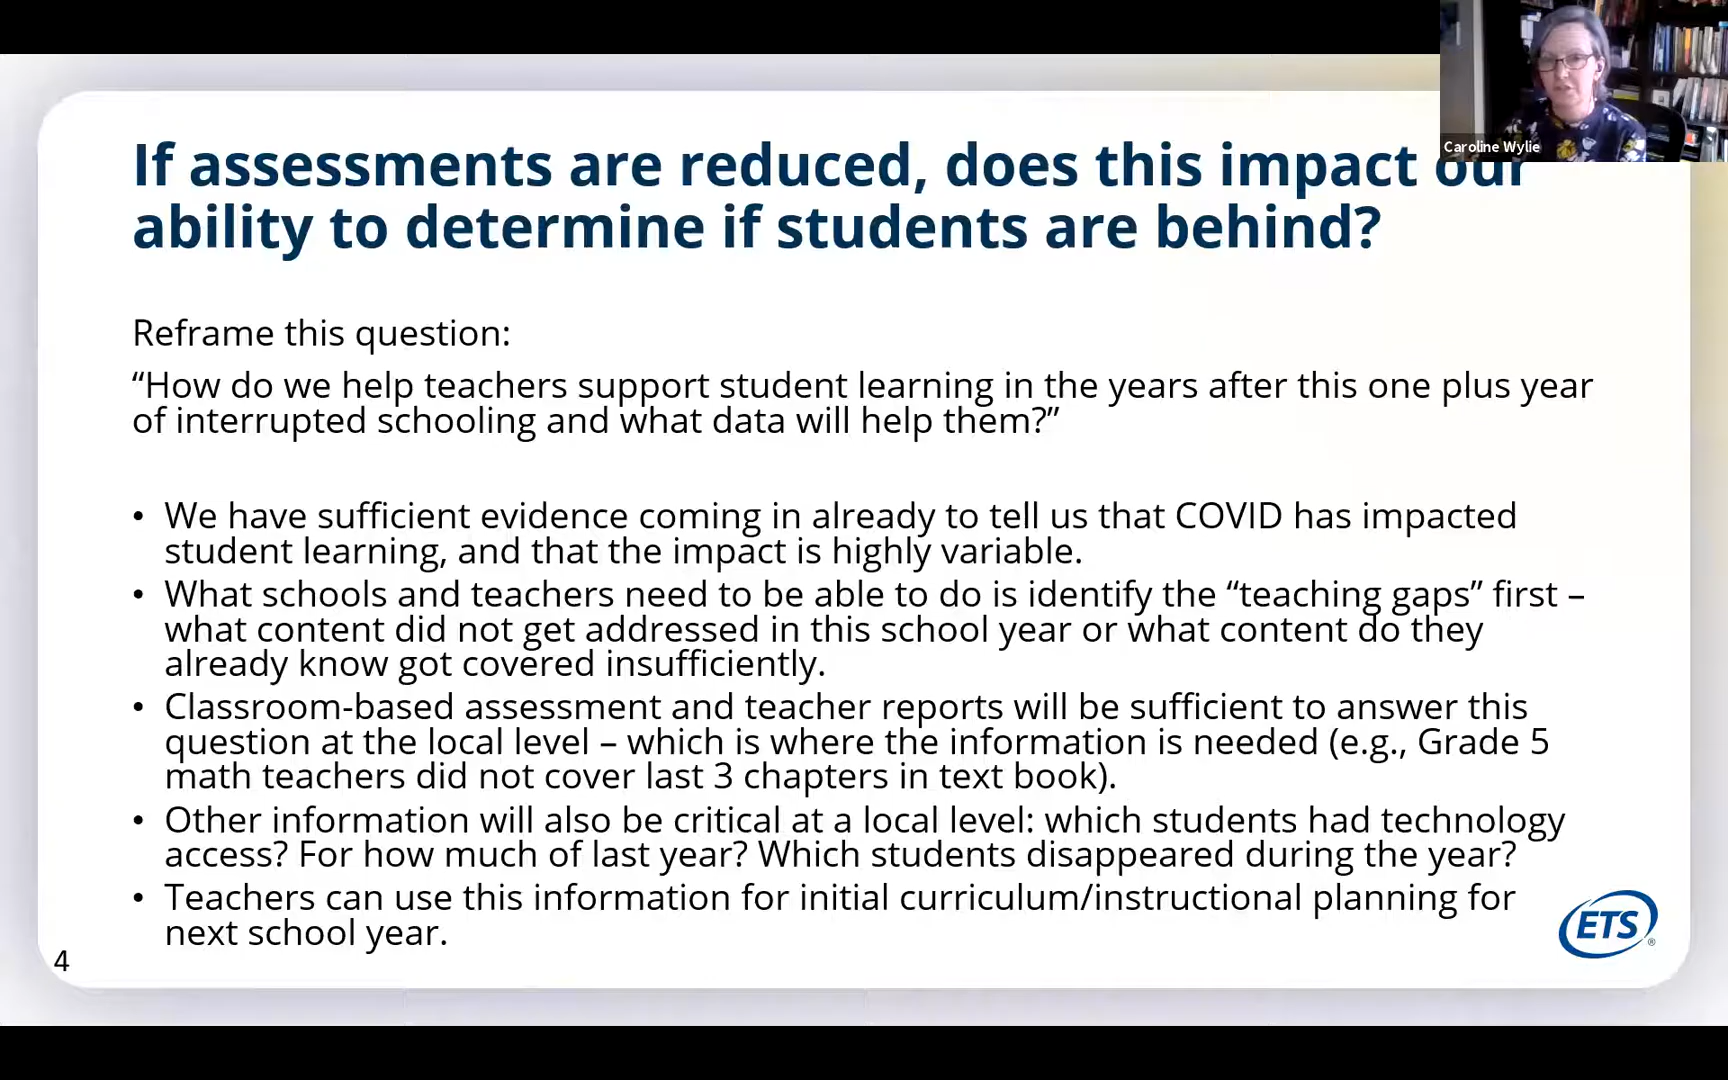 If assessments are reduced, does this impact our
ability to determine if students are behind?
Caroline Wylie
Reframe this question:
“How do we help teachers support student learning in the years after this one plus year
of interrupted schooling and what data will help them?”
• We have sufficient evidence coming in already to tell us that COVID has impacted
student learning, and that the impact is highly variable.
• What schools and teachers need to be able to do is identify the “teaching gaps” first –
what content did not get addressed in this school year or what content do they
already know got covered insufficiently.
• Classroom-based assessment and teacher reports will be sufficient to answer this
question at the local level – which is where the information is needed (e.g., Grade 5
math teachers did not cover last 3 chapters in text book).
• Other information will also be critical at a local level: which students had technology
access? For how much of last year? Which students disappeared during the year?
• Teachers can use this information for initial curriculum/instructional planning for
next school year.
ETS®
4